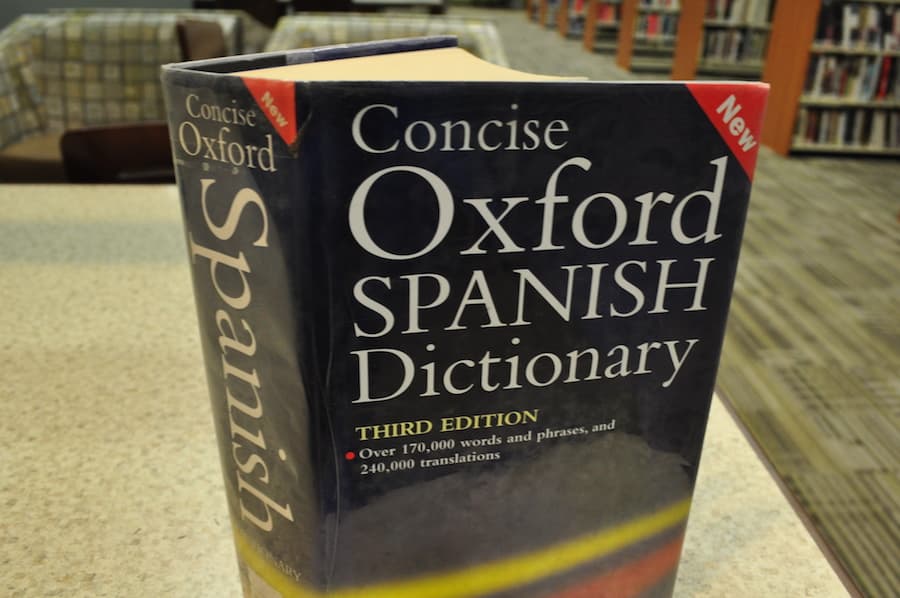 Concise
Oxford
Spanish
New
Concise
Oxford
SPANISH
Dictionary
New
THIRD EDITION
Over 170,000 words and phrases, and
240,000 translations